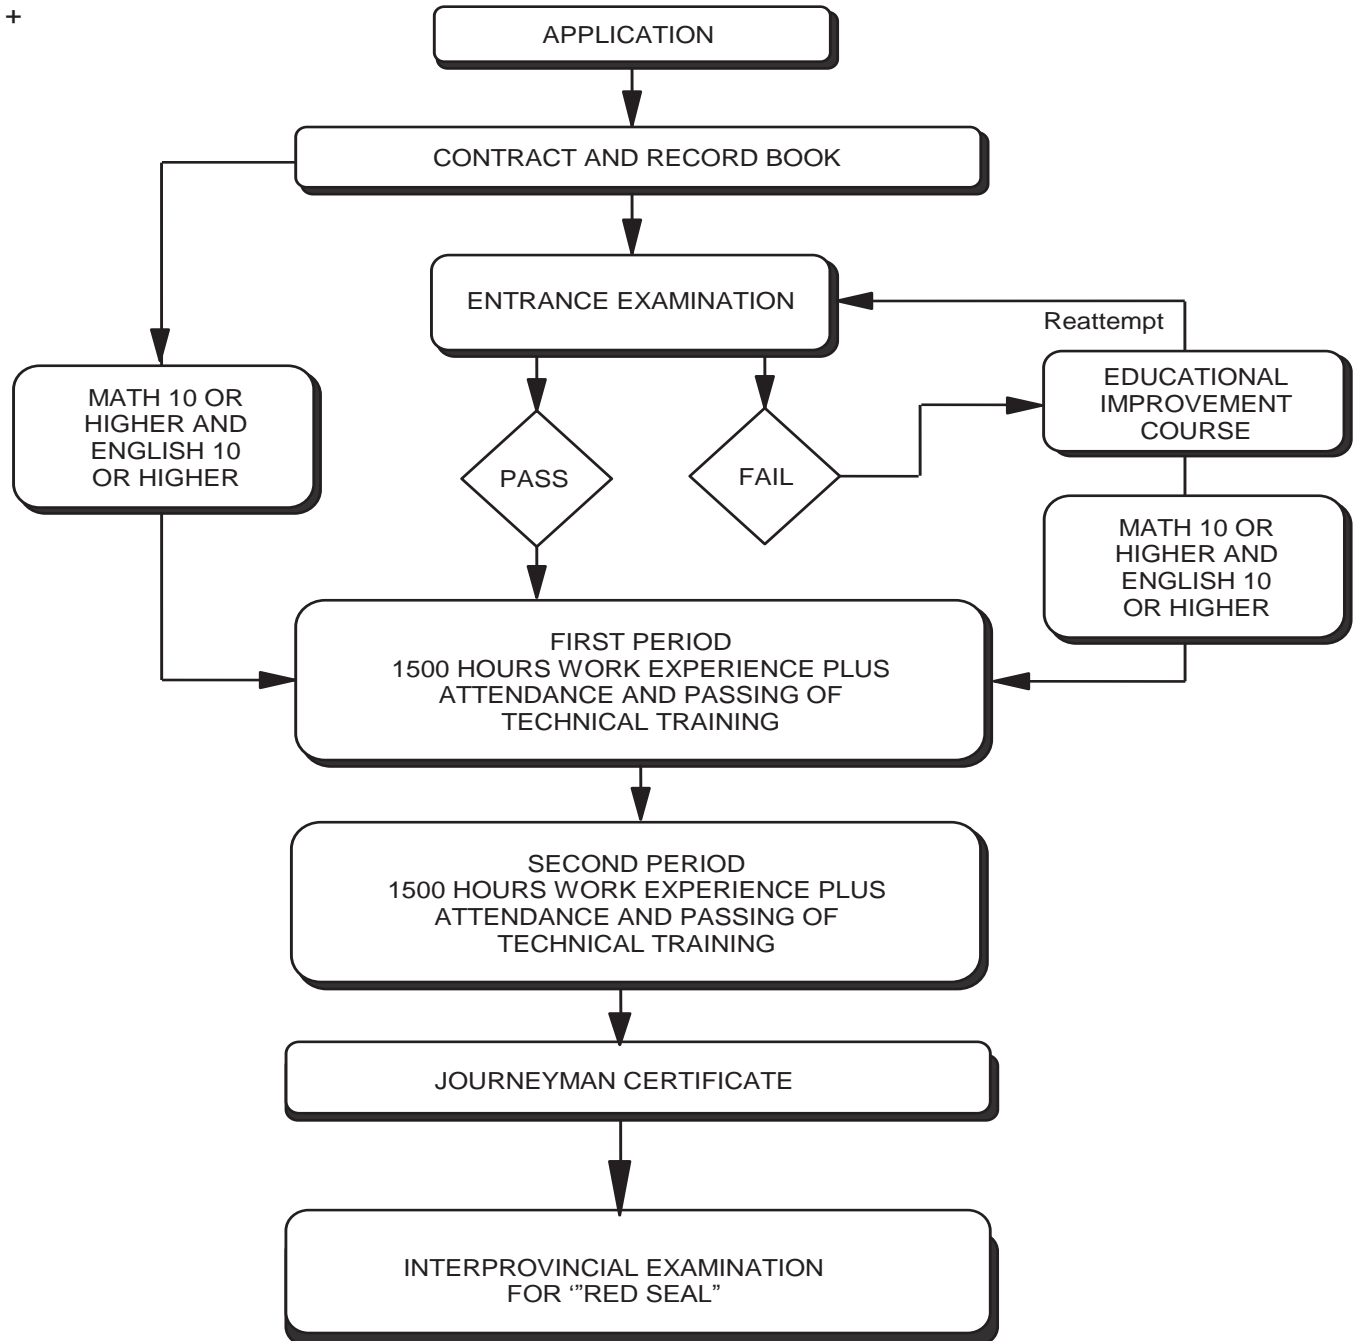 +
APPLICATION
CONTRACT AND RECORD BOOK
ENTRANCE EXAMINATION
Reattempt
MATH 10 OR
HIGHER AND
ENGLISH 10
OR HIGHER
PASS
FAIL
EDUCATIONAL
IMPROVEMENT
COURSE
MATH 10 OR
HIGHER AND
ENGLISH 10
OR HIGHER
FIRST PERIOD
1500 HOURS WORK EXPERIENCE PLUS
ATTENDANCE AND PASSING OF
TECHNICAL TRAINING
SECOND PERIOD
1500 HOURS WORK EXPERIENCE PLUS
ATTENDANCE AND PASSING OF
TECHNICAL TRAINING
JOURNEYMAN CERTIFICATE
INTERPROVINCIAL EXAMINATION
FOR ‘”RED SEAL”